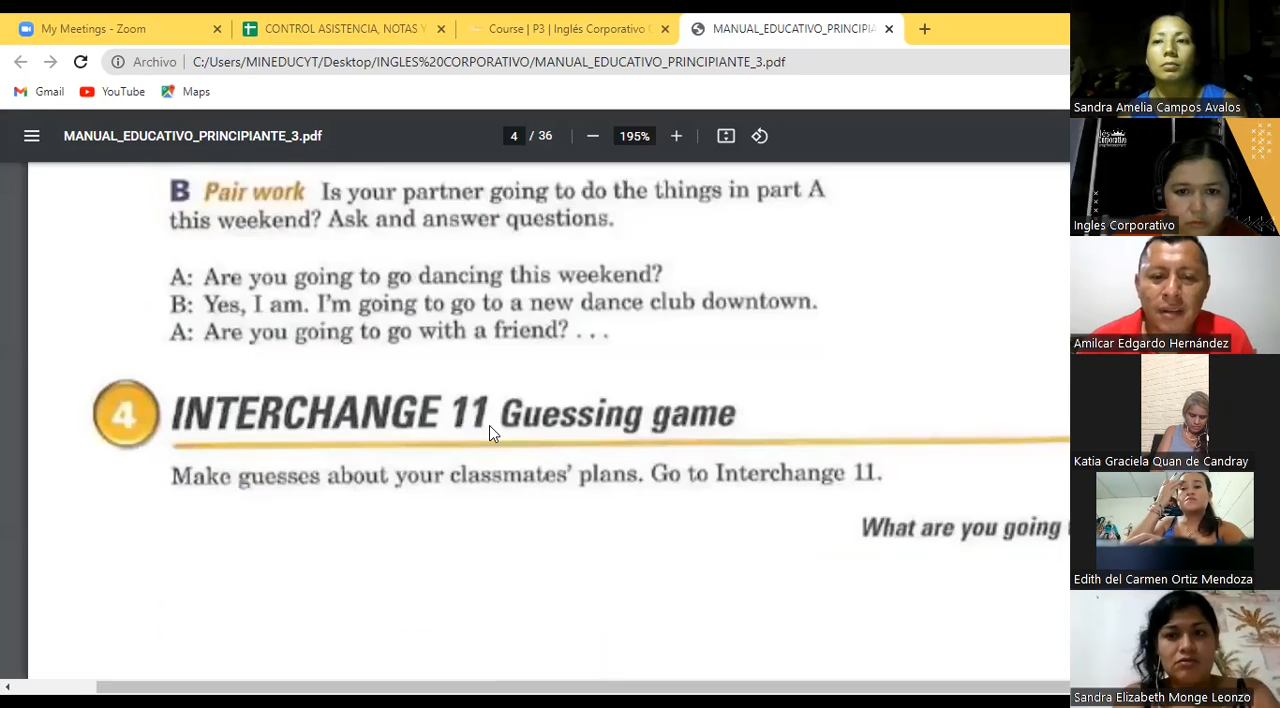 My Meetings - Zoom
CONTROL ASISTENCIA, NOTAS Y
Course | P3 | Inglés Corporativo
MANUAL_EDUCATIVO_PRINCIPIA
Archivo
C:/Users/MINEDUCYT/Desktop/INGLES%20CORPORATIVO/MANUAL_EDUCATIVO_PRINCIPIANTE_3.pdf
Gmail
YouTube
Maps
MANUAL_EDUCATIVO_PRINCIPIANTE_3.pdf
4 / 36
195%
B Pair work Is your partner going to do the things in part A
this weekend? Ask and answer questions.
A: Are you going to go dancing this weekend?
B: Yes, I am. I'm going to go to a new dance club downtown.
A: Are you going to go with a friend? . . .
4 INTERCHANGE 11 Guessing game
Make guesses about your classmates' plans. Go to Interchange 11.
What are you going
Sandra Amelia Campos Avalos
Corporativo
Ingles Corporativo
Amilcar Edgardo Hernández
Katia Graciela Quan de Candray
Edith del Carmen Ortiz Mendoza
Sandra Elizabeth Monge Leonzo